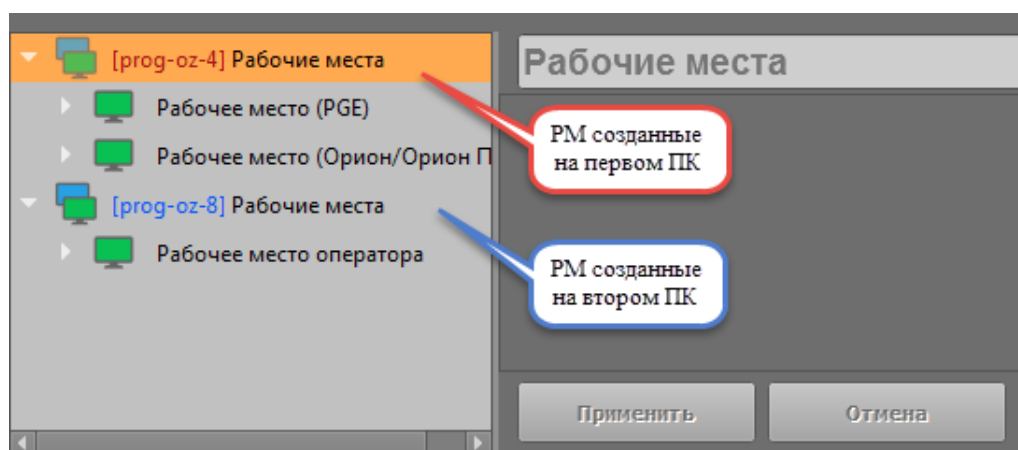 [prog-oz-4] Рабочие места
Рабочее место (PGE)
Рабочее место (Орион/Орион П
[prog-oz-8] Рабочие места
Рабочее место оператора
Рабочие места
РМ созданные
на первом ПК
РМ созданные
на втором ПК
Применить
Отмена